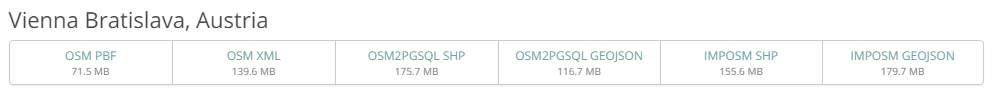 Vienna Bratislava, Austria
OSM PBF OSM XML OSM2PGSQL SHP OSM2PGSQL GEOJSON IMPOSM SHP IMPOSM GEOJSON
71.5 MB 139.6 MB 175.7 MB 116.7 MB 155.6 MB 179.7 MB